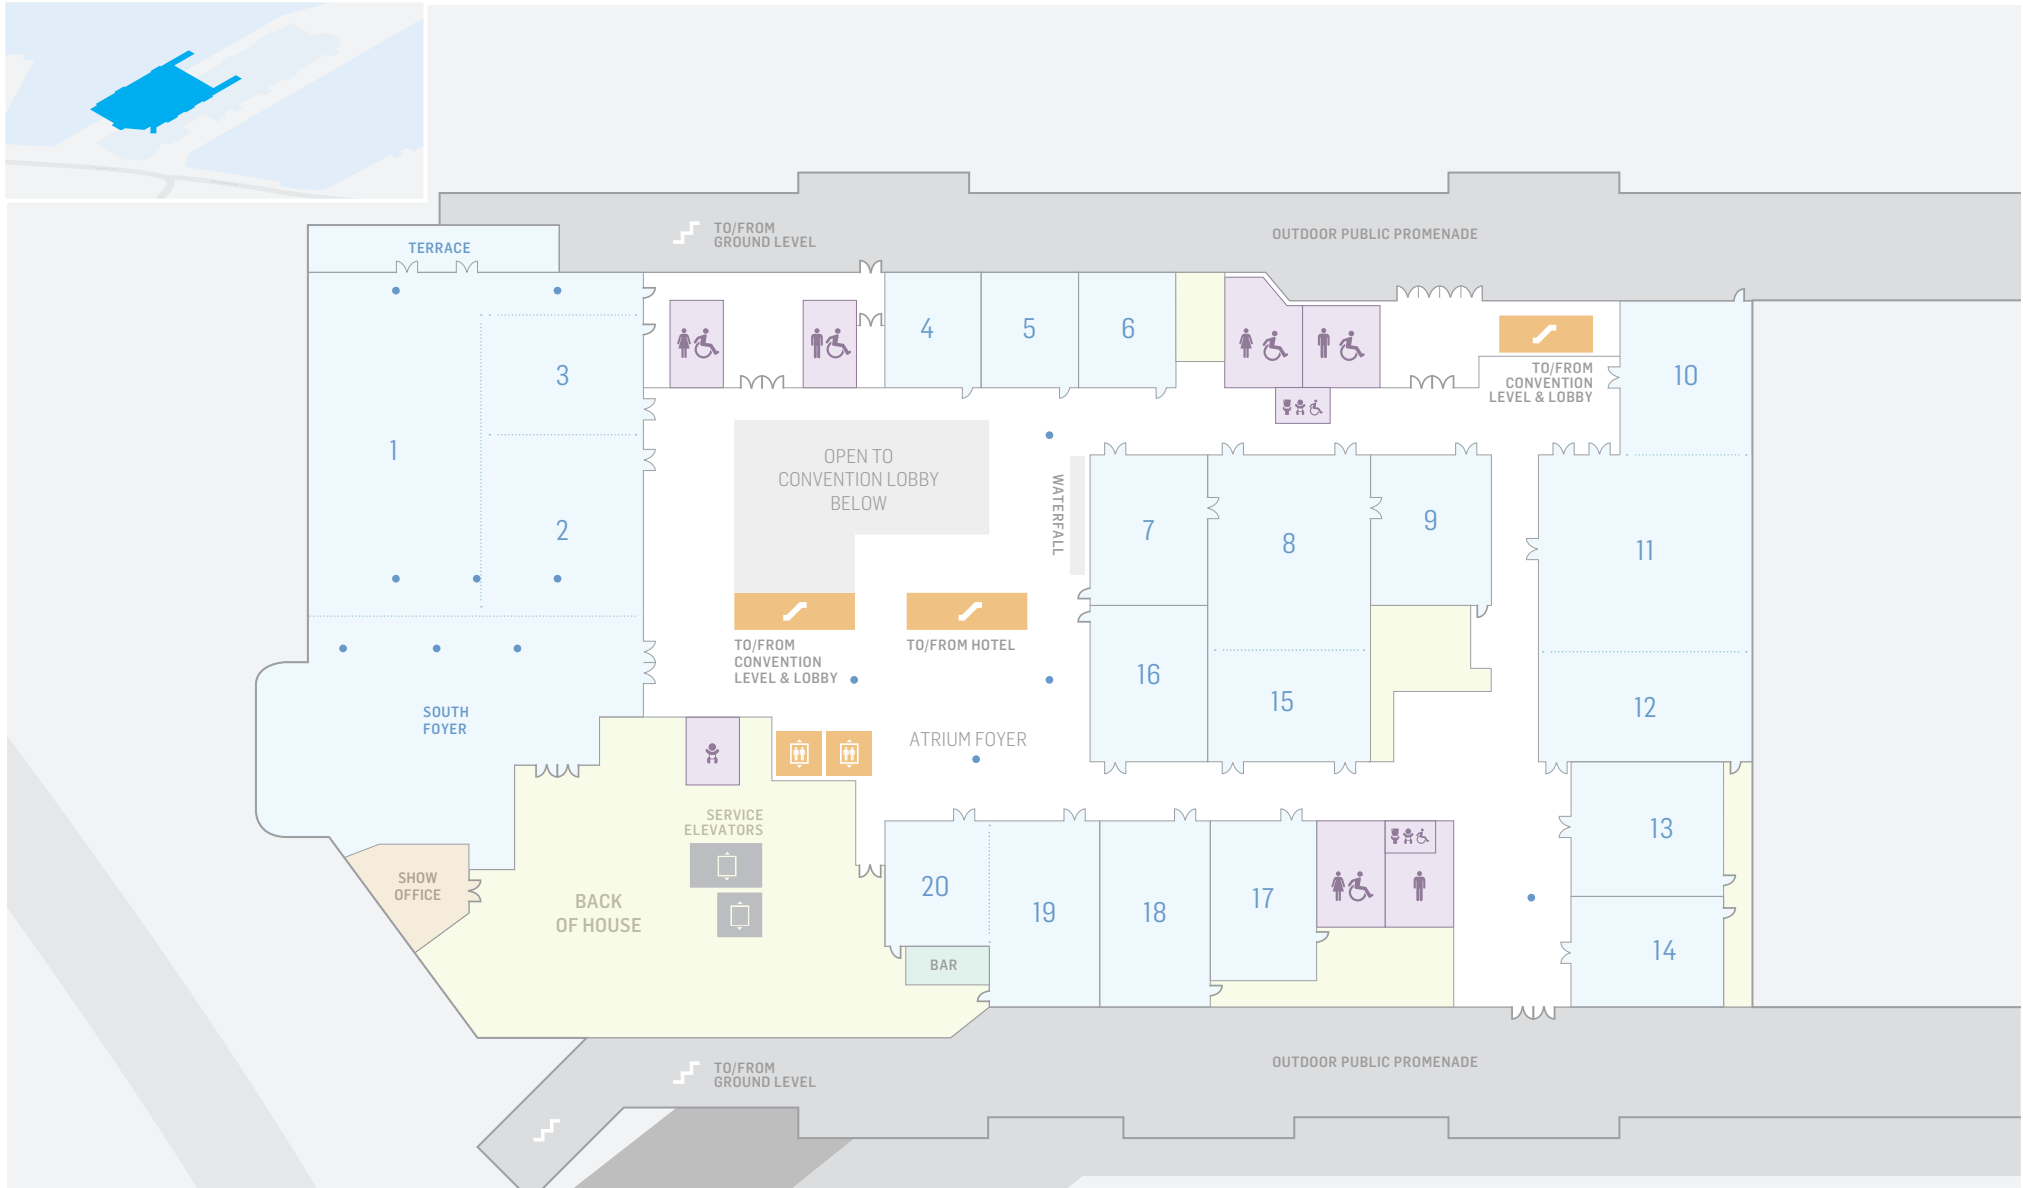 TO/FROM
GROUND LEVEL
OUTDOOR PUBLIC PROMENADE
TERRACE
4
5
6
3
10
TO/FROM
CONVENTION
LEVEL & LOBBY
1
OPEN TO
CONVENTION LOBBY
BELOW
WATERFALL
2
7
8
9
11
TO/FROM
CONVENTION
LEVEL & LOBBY
TO/FROM HOTEL
16
15
12
SOUTH
FOYER
ATRIUM FOYER
SERVICE
ELEVATORS
13
SHOW
OFFICE
BACK
OF HOUSE
20
19
18
17
14
BAR
TO/FROM
GROUND LEVEL
OUTDOOR PUBLIC PROMENADE